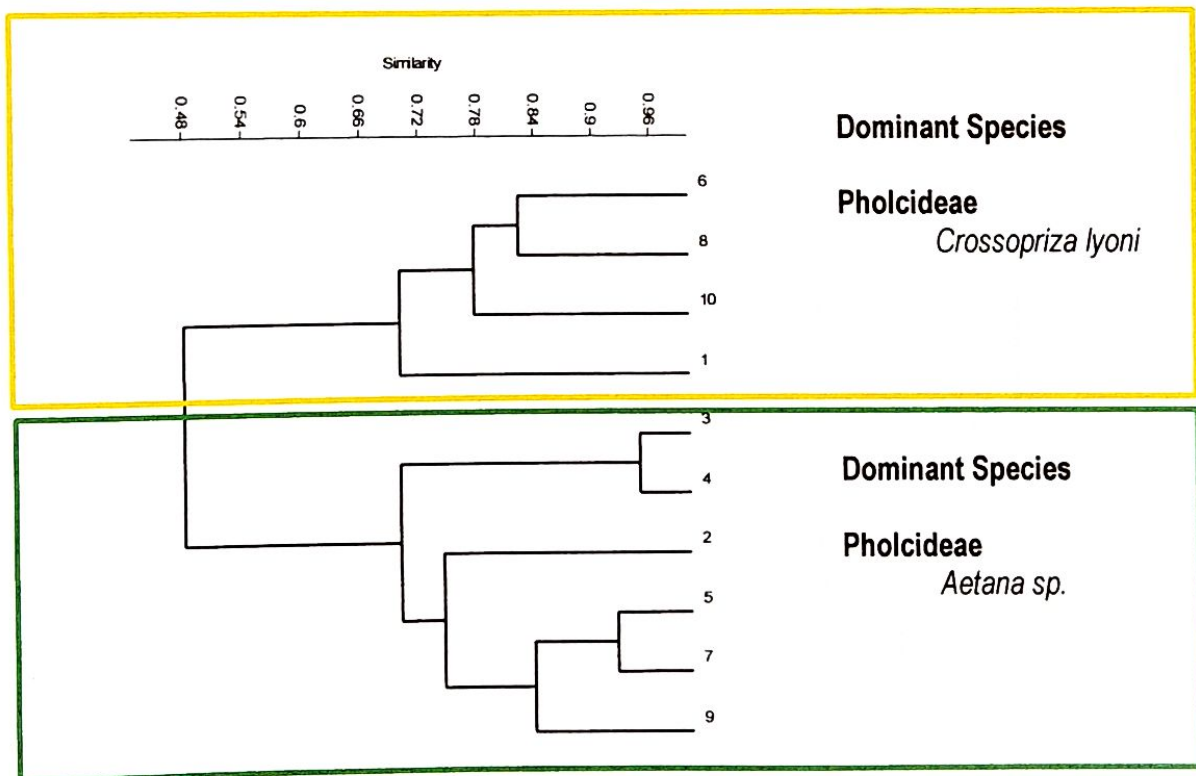 Similarity
0.48 0.54 0.6 0.66 0.72 0.78 0.84 0.9 0.96
Dominant Species
6
Pholcideae
Crossopriza lyoni
8
10
1
3
Dominant Species
4
2
Pholcideae
Aetana sp.
5
7
9